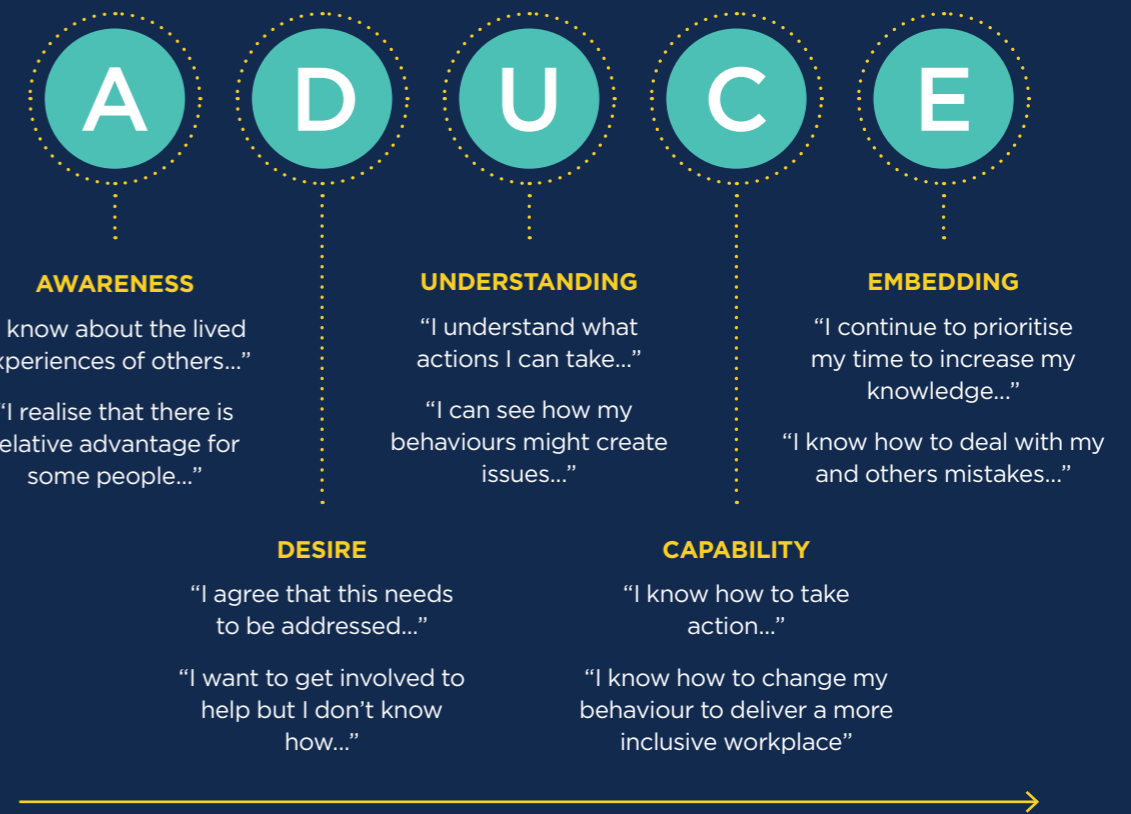 A
D
U
C
E
AWARENESS
know about the lived
xperiences of others...”
“I realise that there is
elative advantage for
some people...”
DESIRE
“I agree that this needs
to be addressed...”
“I want to get involved to
help but I don’t know
how...”
UNDERSTANDING
“I understand what
actions I can take...”
“I can see how my
behaviours might create
issues...”
CAPABILITY
“I know how to take
action...”
“I know how to change my
behaviour to deliver a more
inclusive workplace”
EMBEDDING
“I continue to prioritise
my time to increase my
knowledge...”
“I know how to deal with my
and others mistakes...”